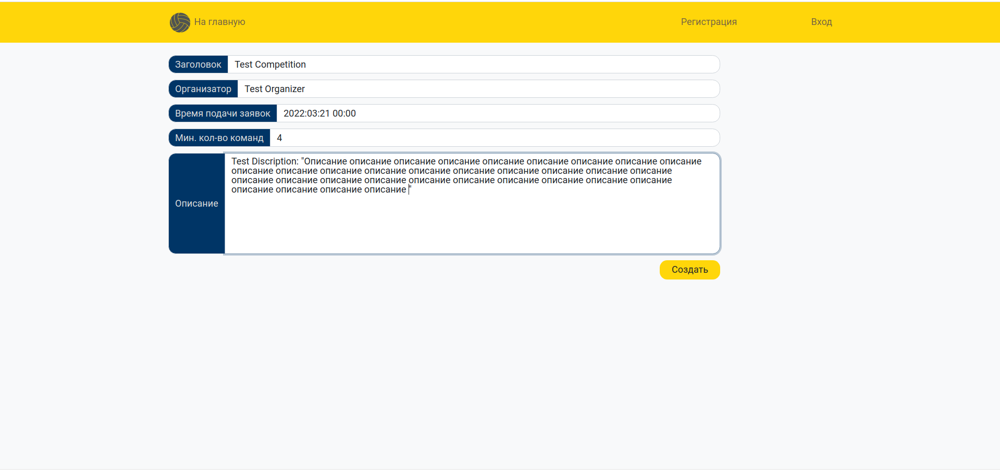 На главную Регистрация Вход
Заголовок Test Competition
Организатор Test Organizer
Время подачи заявок 2022:03:21 00:00
Мин. кол-во команд 4
Описание
Test Discription: "Описание описание описание описание описание описание описание описание описание
описание описание описание описание описание описание описание описание описание описание
описание описание описание описание описание описание описание описание описание описание
описание описание описание описание "
Создать